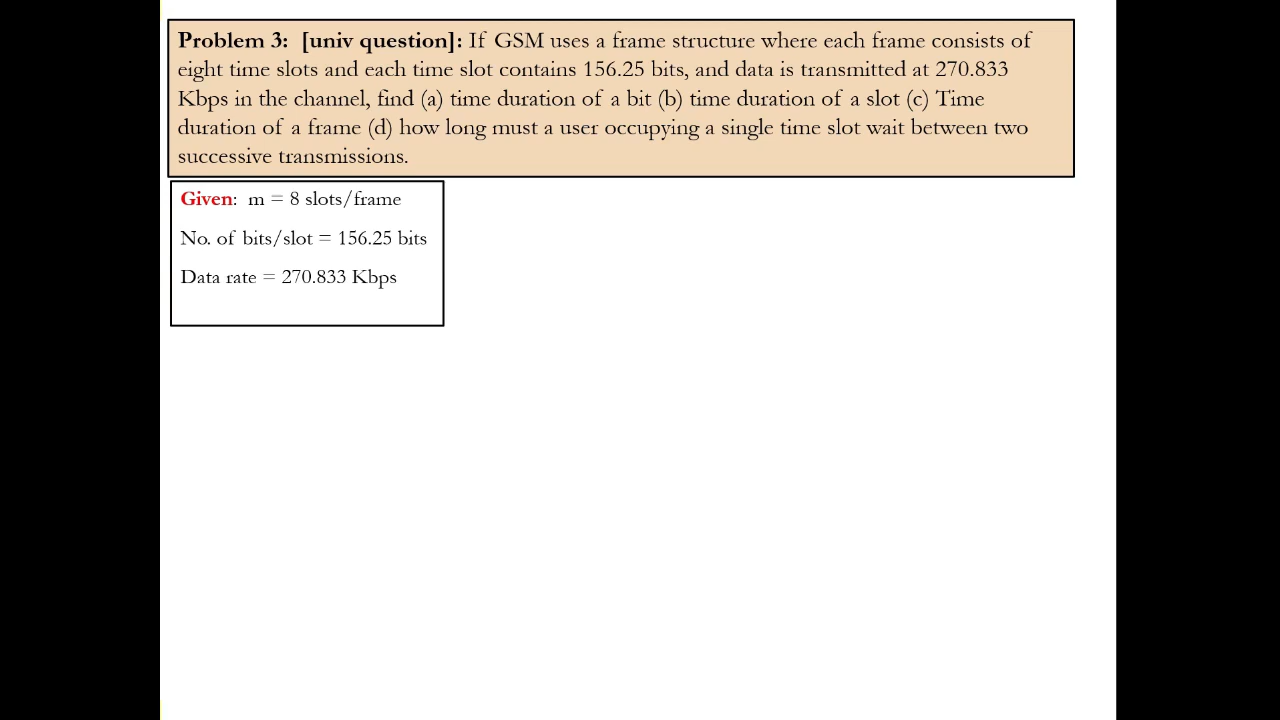 Problem 3: [univ question]: If GSM uses a frame structure where each frame consists of
eight time slots and each time slot contains 156.25 bits, and data is transmitted at 270.833
Kbps in the channel, find (a) time duration of a bit (b) time duration of a slot (c) Time
duration of a frame (d) how long must a user occupying a single time slot wait between two
successive transmissions.
Given: m = 8 slots/frame
No. of bits/slot = 156.25 bits
Data rate = 270.833 Kbps